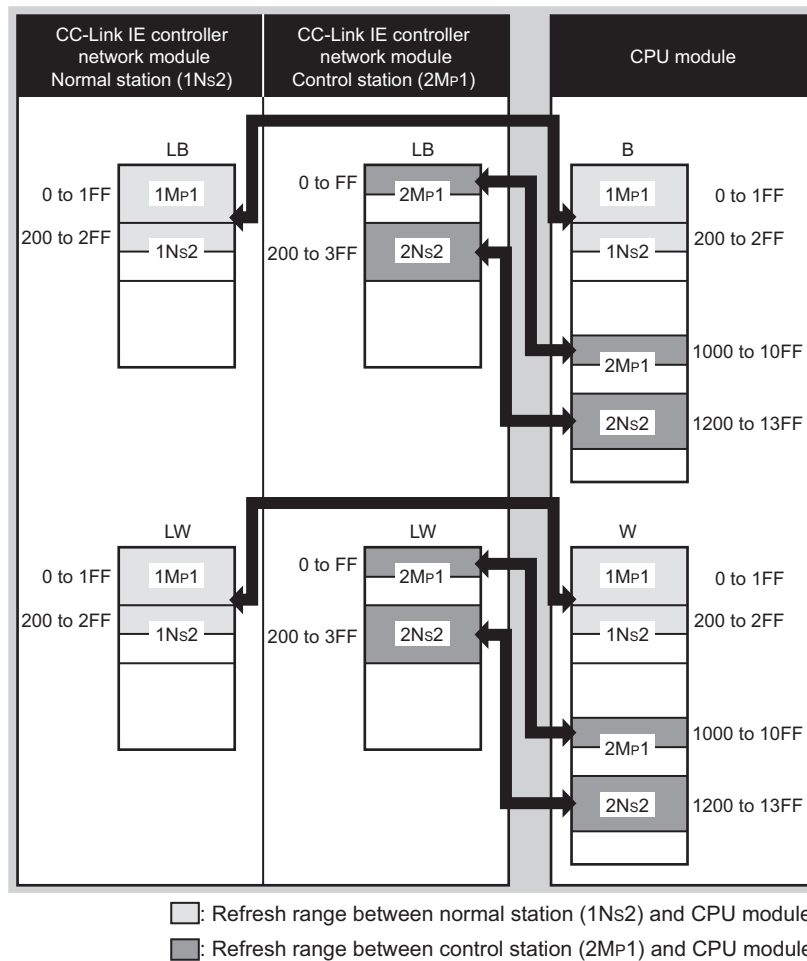 CC-Link IE controller
network module
Normal station (1Ns2)
CC-Link IE controller
network module
Control station (2MP1)
CPU module
LB
LB
B
0 to 1FF
1MP1
0 to FF
2MP1
1MP1
0 to 1FF
200 to 2FF
1Ns2
200 to 3FF
2Ns2
1Ns2
200 to 2FF
2MP1
1000 to 10FF
2Ns2
1200 to 13FF
LW
LW
W
0 to 1FF
1MP1
0 to FF
2MP1
1MP1
0 to 1FF
200 to 2FF
1Ns2
200 to 3FF
2Ns2
1Ns2
200 to 2FF
2MP1
1000 to 10FF
2Ns2
1200 to 13FF
: Refresh range between normal station (1Ns2) and CPU module
: Refresh range between control station (2MP1) and CPU module